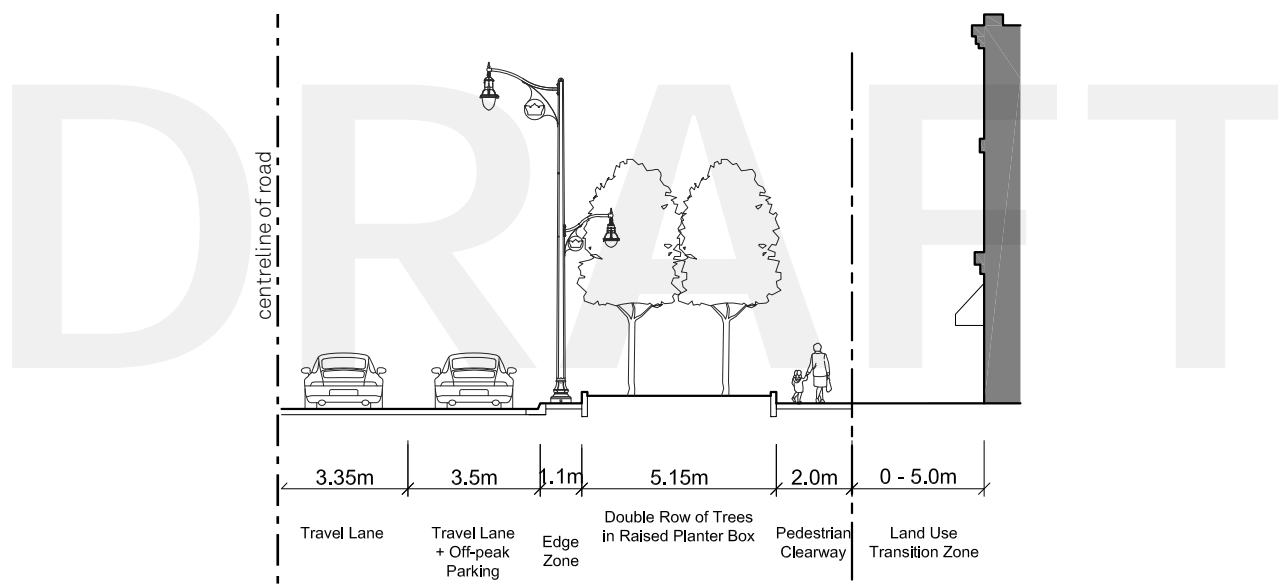 DRAFT
centreline of road
3.35m
3.5m
1.1m
5.15m
2.0m
0 - 5.0m
Travel Lane
Travel Lane
+ Off-peak
Parking
Edge
Zone
Double Row of Trees
in Raised Planter Box
Pedestrian
Clearway
Land Use
Transition Zone